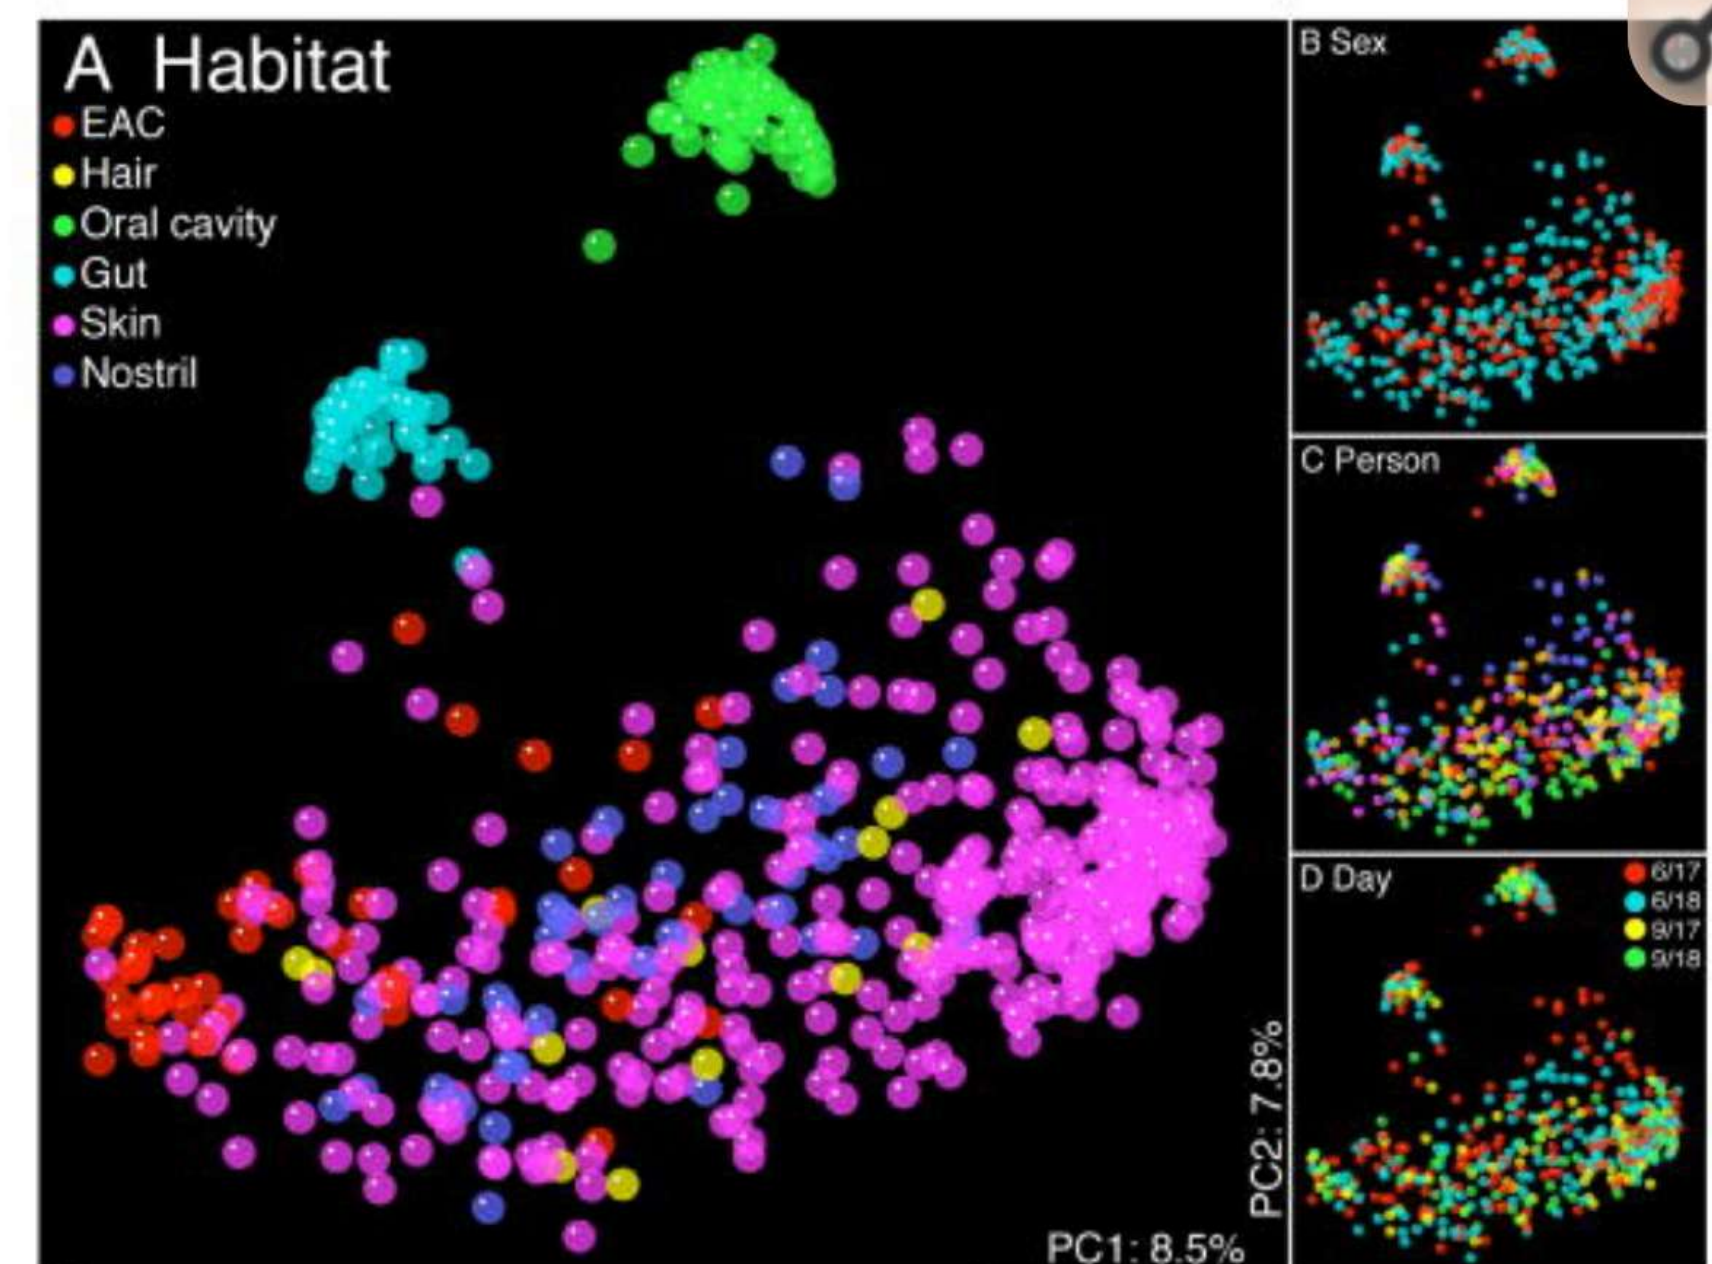 A Habitat
EAC
Hair
Oral cavity
Gut
Skin
Nostril
PC2: 7.8%
PC1: 8.5%
B Sex
C Person
D Day
6/17
6/18
9/17
9/18